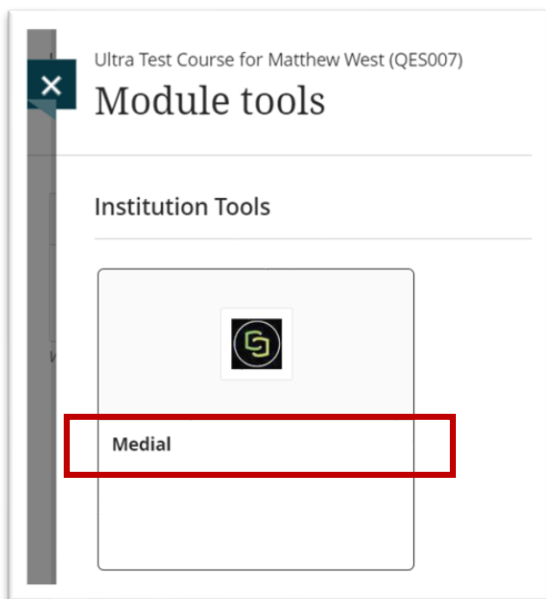 Ultra Test Course for Matthew West (QES007)
Module tools
Institution Tools
Medial